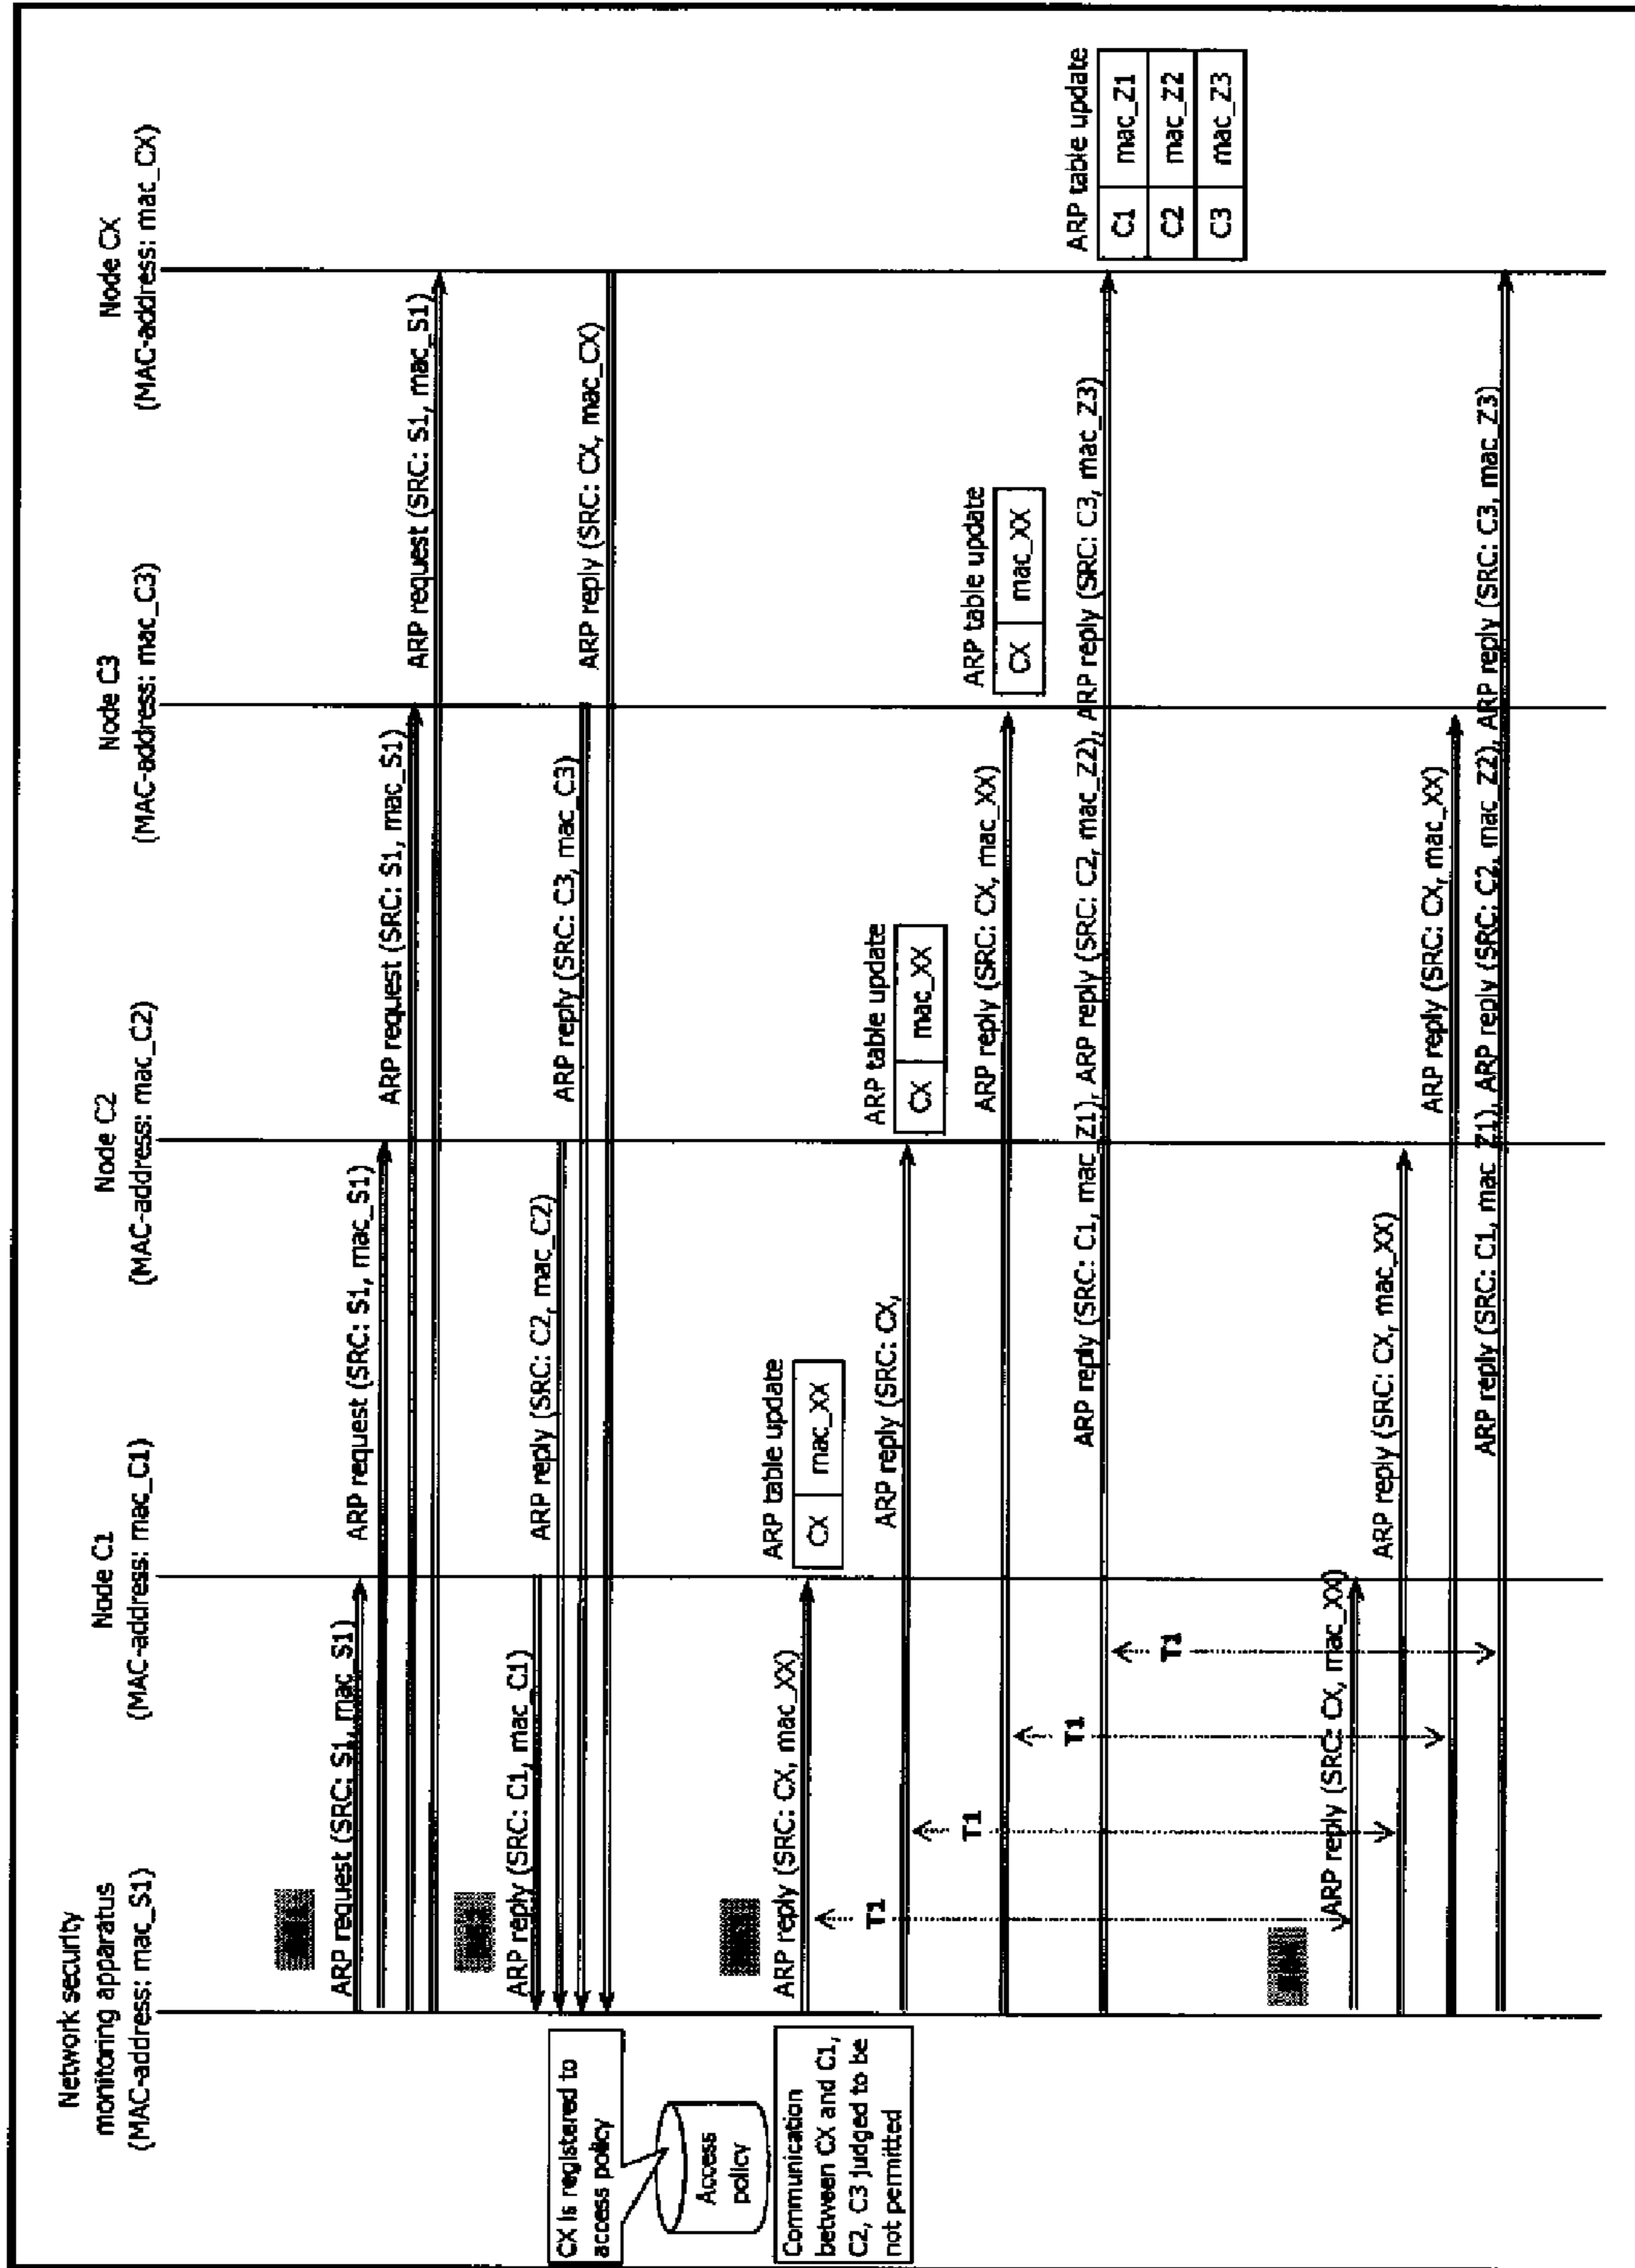 Network security
monitoring apparatus
(MAC-address: mac_S1)
Node C1
(MAC-address: mac_C1)
Node C2
(MAC-address: mac_C2)
Node C3
(MAC-address: mac_C3)
Node CX
(MAC-address: mac_CX)
ARP request (SRC: S1, mac_S1)
ARP request (SRC: S1, mac_S1)
ARP request (SRC: S1, mac_S1)
ARP request (SRC: S1, mac_S1)
ARP reply (SRC: C1, mac_C1)
ARP reply (SRC: C2, mac_C2)
ARP reply (SRC: C3, mac_C3)
ARP reply (SRC: CX, mac_CX)
CX is registered to
access policy
Access
policy
Communication
between CX and C1,
C2, C3 judged to be
not permitted
ARP reply (SRC: CX, mac_XX)
ARP table update
CX mac_XX
ARP reply (SRC: CX,
ARP table update
CX mac_XX
ARP reply (SRC: CX, mac_XX)
ARP table update
CX mac_XX
ARP reply (SRC: C1, mac_Z1), ARP reply (SRC: C2, mac_Z2), ARP reply (SRC: C3, mac_Z3)
ARP table update
C1 mac_Z1
C2 mac_Z2
C3 mac_Z3
T1
T1
T1
T1
ARP reply (SRC: CX, mac_XX)
ARP reply (SRC: CX, mac_XX)
ARP reply (SRC: CX, mac_XX)
ARP reply (SRC: C1, mac_Z1), ARP reply (SRC: C2, mac_Z2), ARP reply (SRC: C3, mac_Z3)